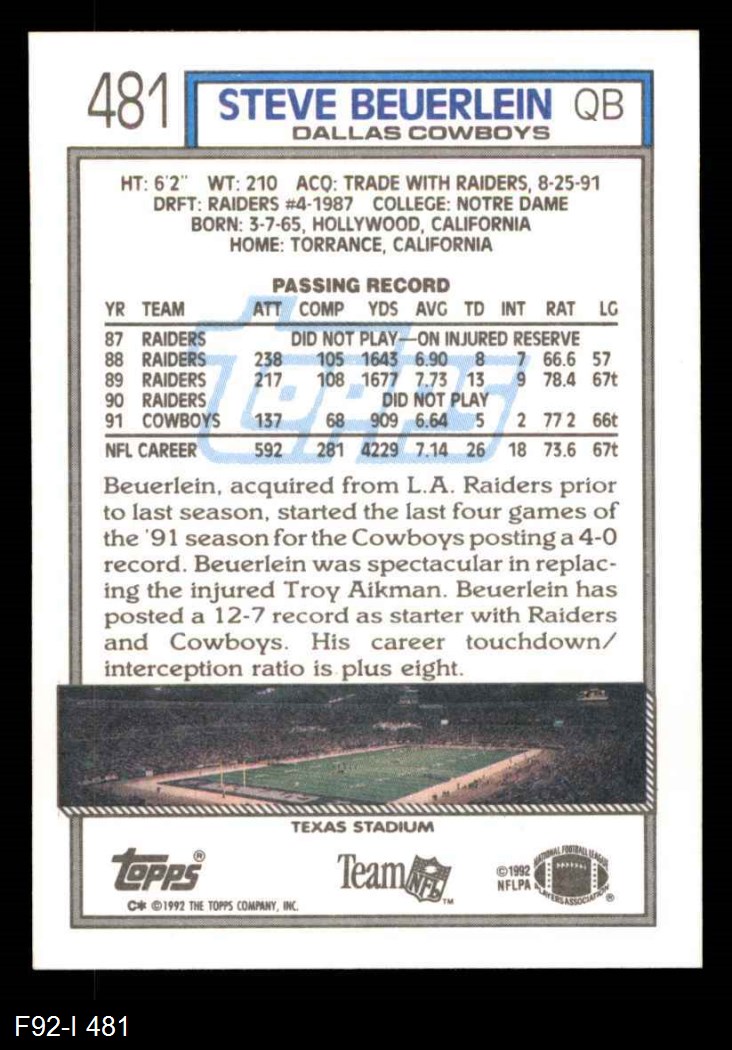 481 STEVE BEUERLEIN QB
DALLAS COWBOYS
HT: 6'2" WT: 210 ACQ: TRADE WITH RAIDERS, 8-25-91
DRFT: RAIDERS #4-1987 COLLEGE: NOTRE DAME
BORN: 3-7-65, HOLLYWOOD, CALIFORNIA
HOME: TORRANCE, CALIFORNIA
PASSING RECORD
YR TEAM ATT COMP YDS AVG TD INT RAT LG
87 RAIDERS DID NOT PLAY—ON INJURED RESERVE
88 RAIDERS 238 105 1643 6.90 8 7 66.6 57
89 RAIDERS 217 108 1677 7.73 13 9 78.4 67t
90 RAIDERS DID NOT PLAY
91 COWBOYS 137 68 909 6.64 5 2 77 2 66t
NFL CAREER 592 281 4229 7.14 26 18 73.6 67t
topps
Beuerlein, acquired from L.A. Raiders prior
to last season, started the last four games of
the '91 season for the Cowboys posting a 4-0
record. Beuerlein was spectacular in replac-
ing the injured Troy Aikman. Beuerlein has
posted a 12-7 record as starter with Raiders
and Cowboys. His career touchdown/
interception ratio is plus eight.
TEXAS STADIUM
TOPPS®
C* ©1992 THE TOPPS COMPANY, INC.
Team NFL™
©1992
NFLPA
NATIONAL FOOTBALL LEAGUE
PLAYERS ASSOCIATION ®
F92-I 481